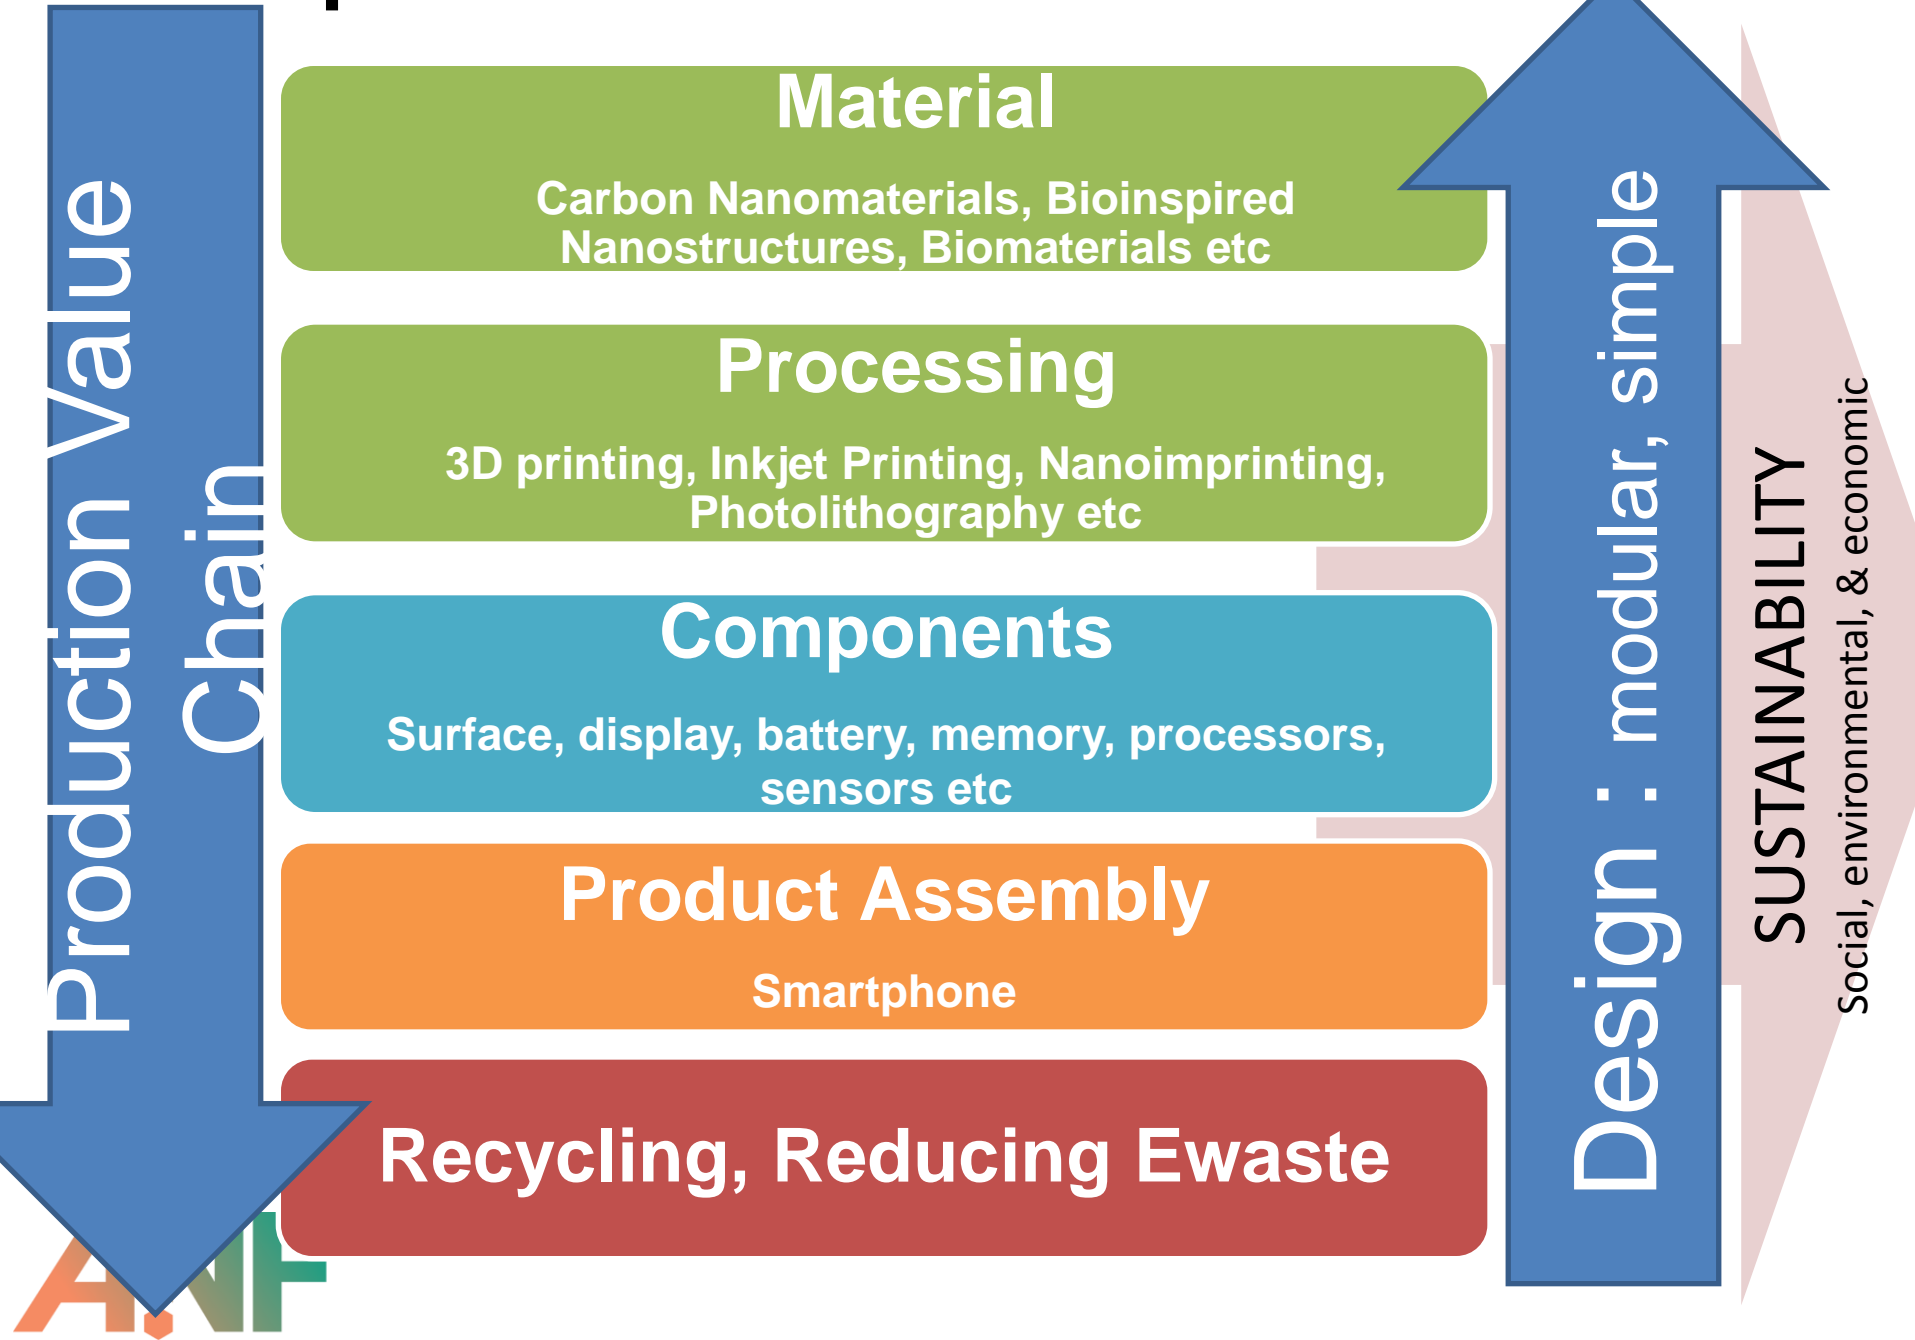 Production Value
Chain
Material
Carbon Nanomaterials, Bioinspired
Nanostructures, Biomaterials etc
Processing
3D printing, Inkjet Printing, Nanoimprinting,
Photolithography etc
Components
Surface, display, battery, memory, processors,
sensors etc
Product Assembly
Smartphone
Recycling, Reducing Ewaste
Design : modular, simple
SUSTAINABILITY
Social, environmental, & economic